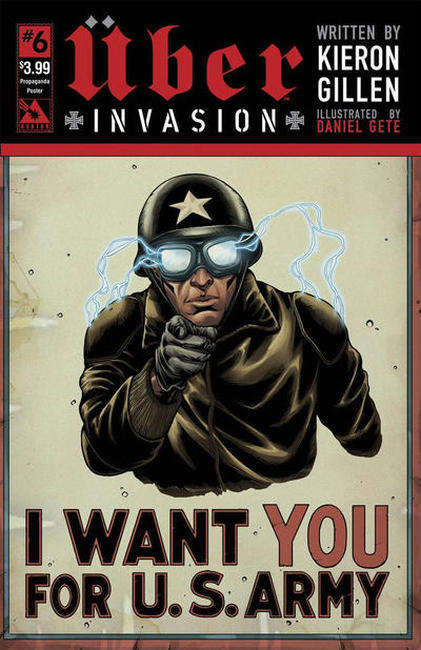 #6
$3.99
Propaganda
Poster
AVATAR
Über
INVASION
WRITTEN BY
KIERON
GILLEN
ILLUSTRATED BY
DANIEL GETE
I WANT YOU
FOR U.S. ARMY